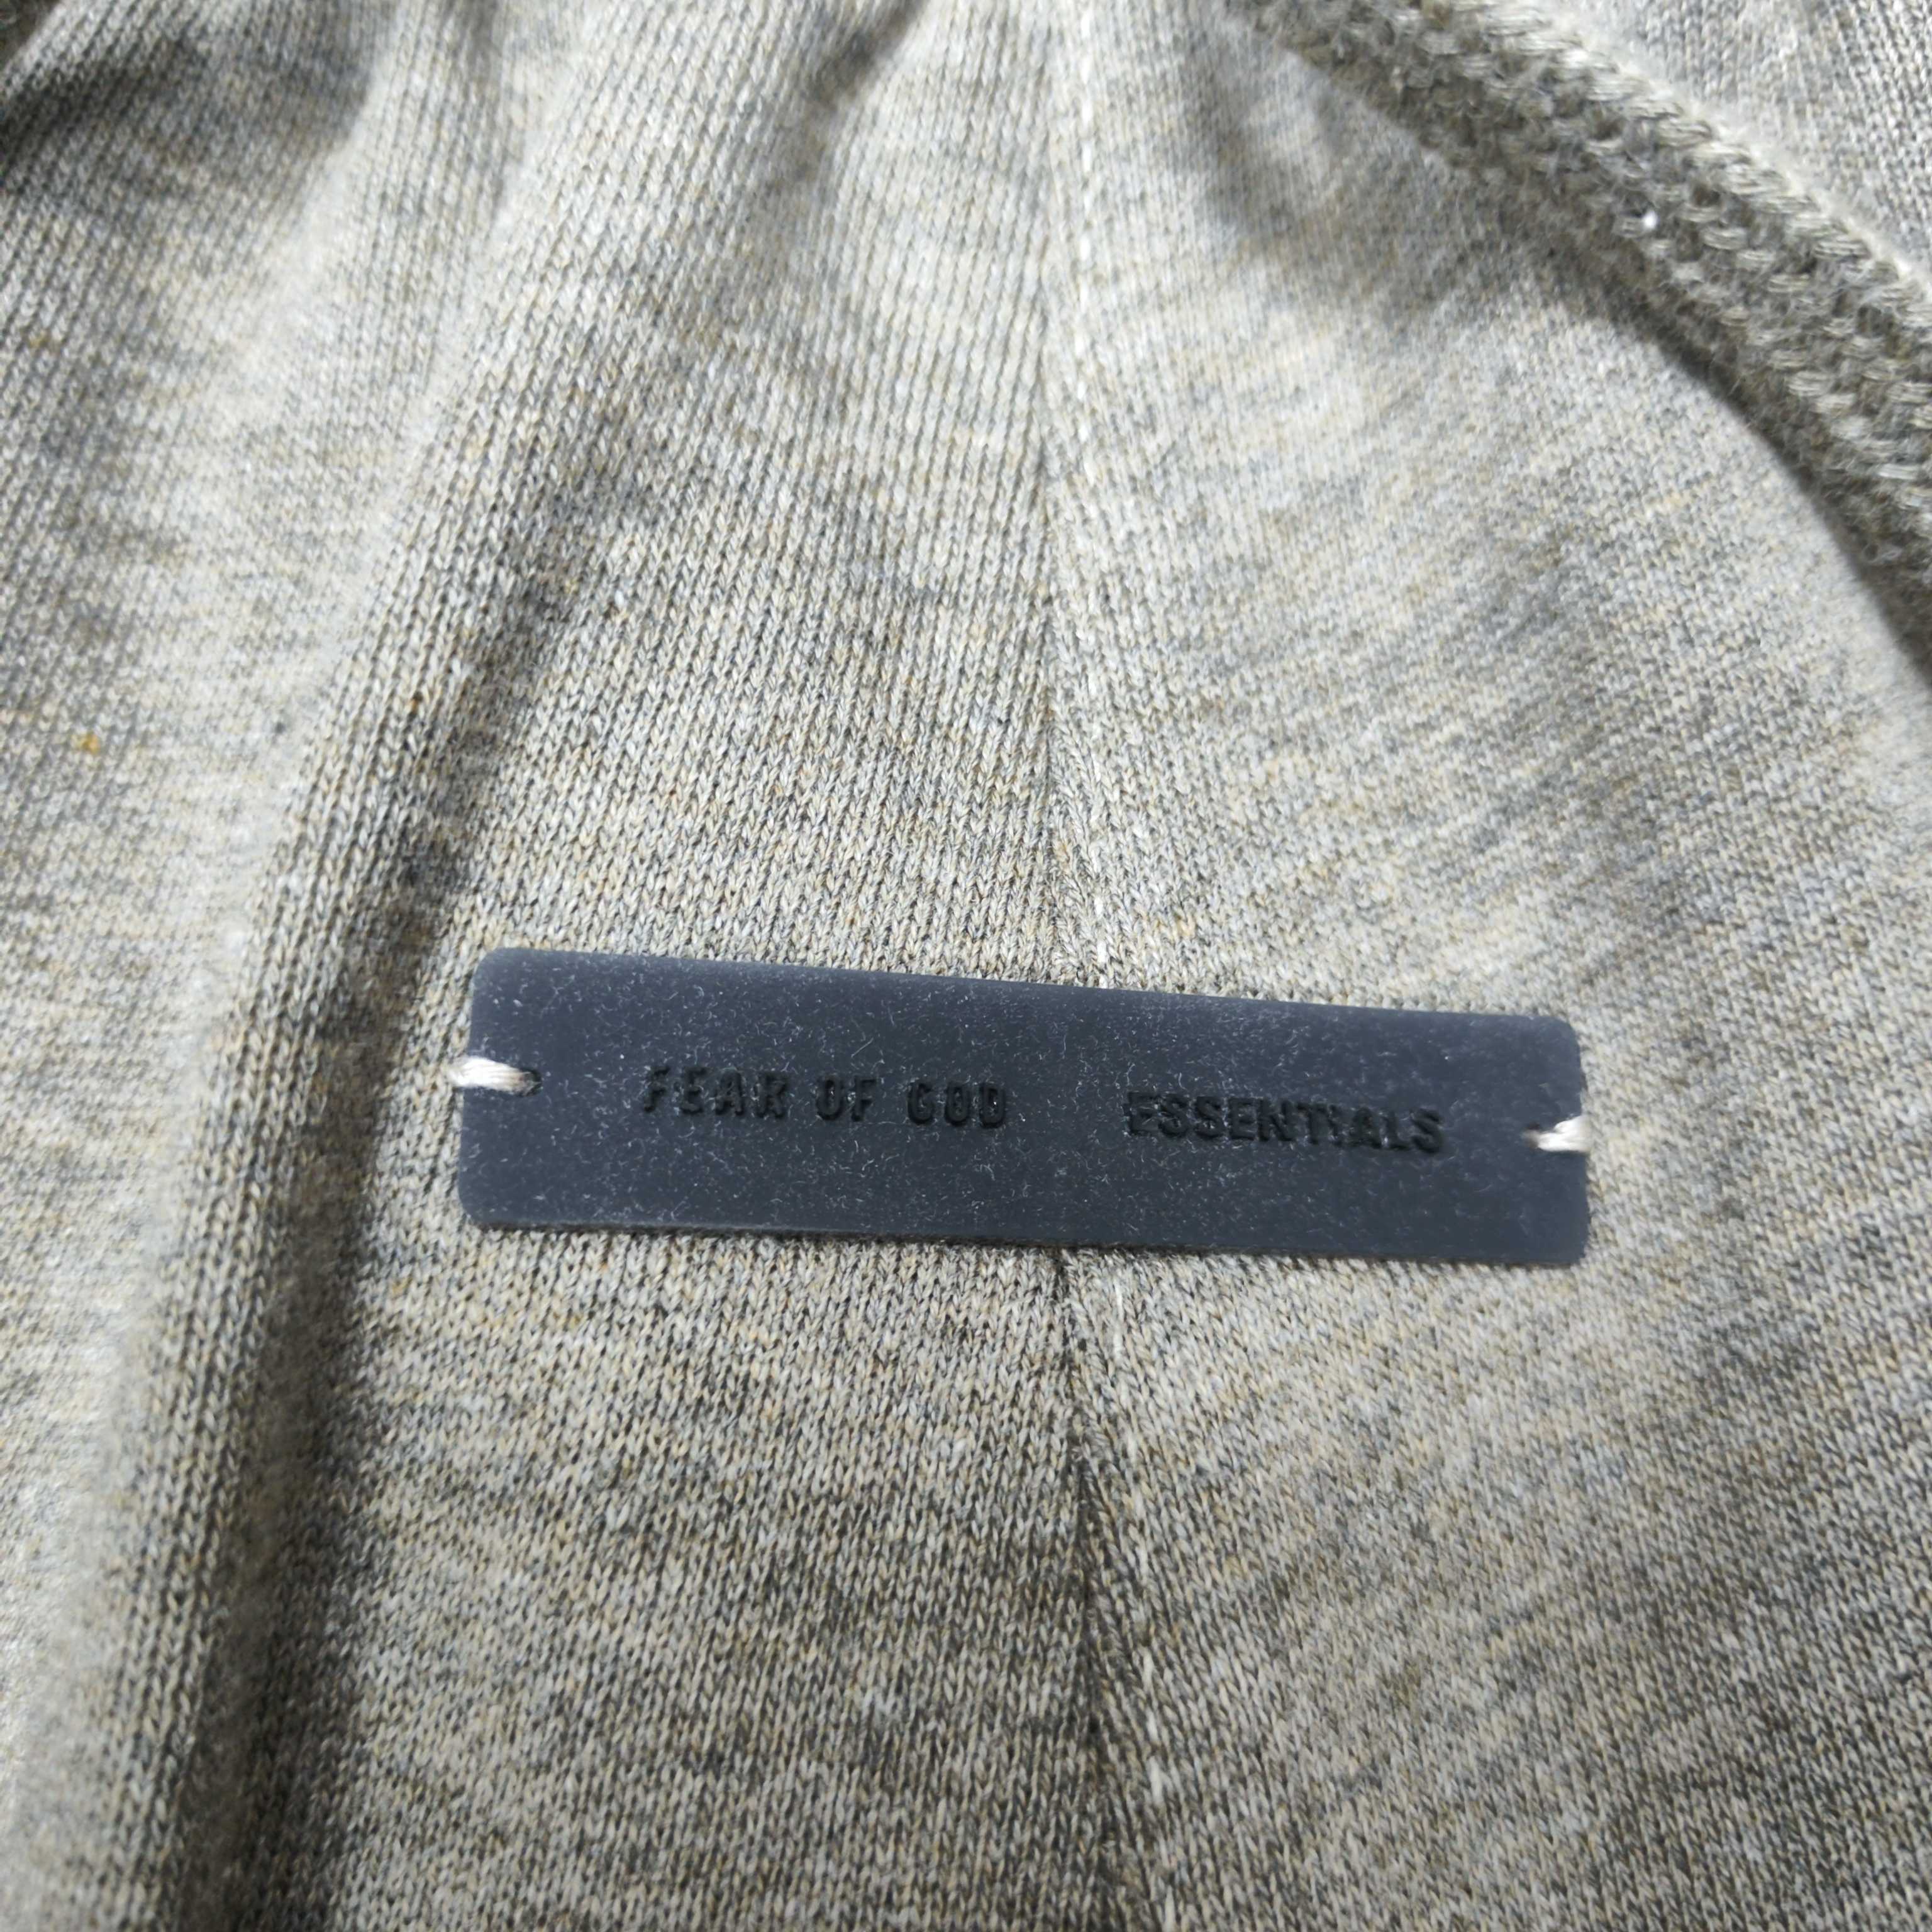 FEAR OF GOD ESSENTIALS